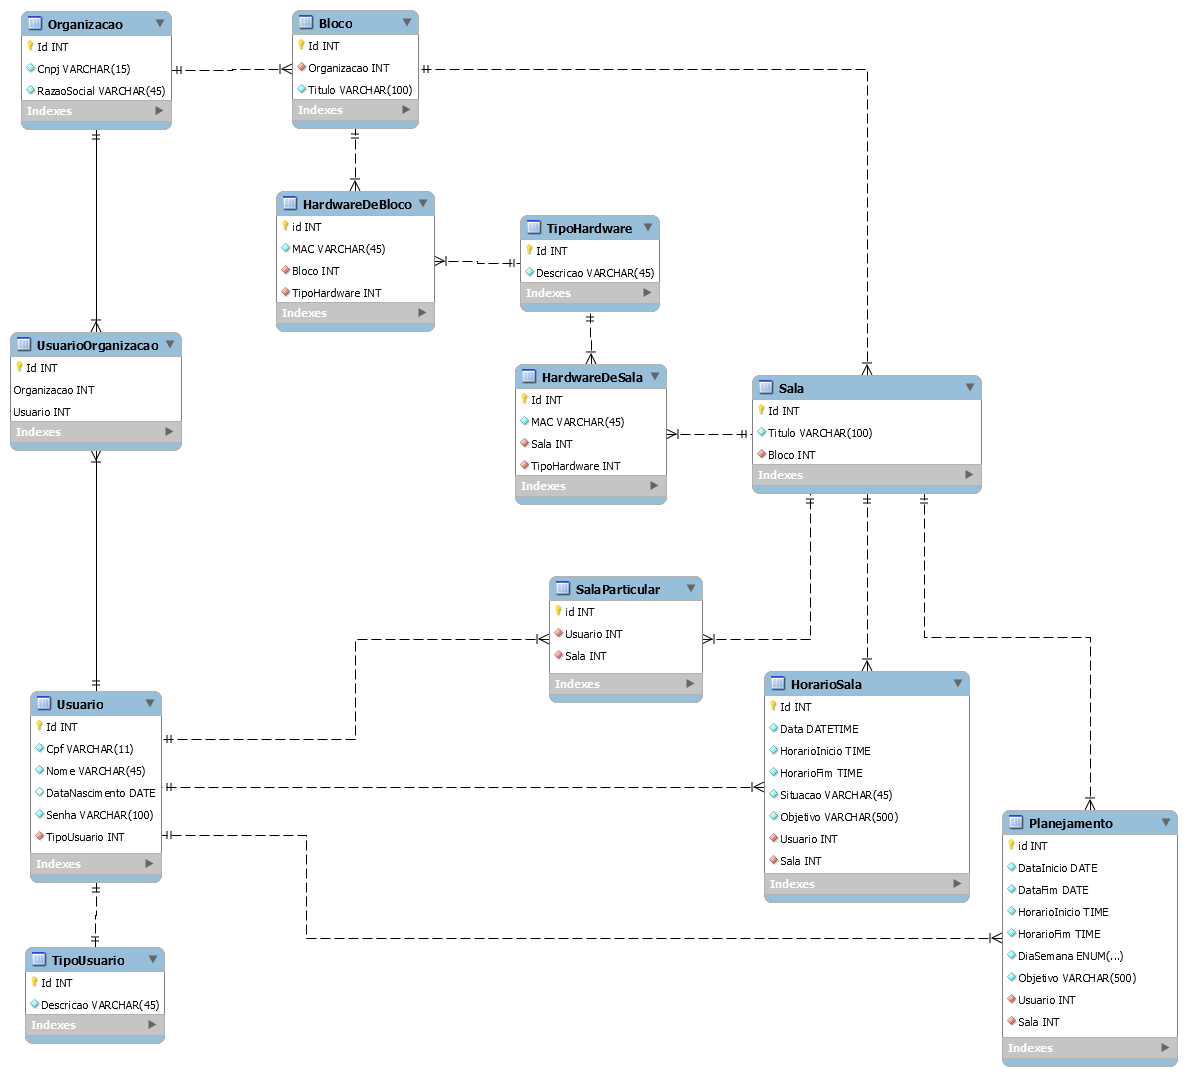 Organizacao
Id INT
Cnpj VARCHAR(15)
RazaoSocial VARCHAR(45)
Indexes
Bloco
Id INT
Organizacao INT
Titulo VARCHAR(100)
Indexes
HardwareDeBloco
id INT
MAC VARCHAR(45)
Bloco INT
TipoHardware INT
Indexes
TipoHardware
Id INT
Descricao VARCHAR(45)
Indexes
UsuarioOrganizacao
Id INT
Organizacao INT
Usuario INT
Indexes
HardwareDeSala
Id INT
MAC VARCHAR(45)
Sala INT
TipoHardware INT
Indexes
Sala
Id INT
Titulo VARCHAR(100)
Bloco INT
Indexes
SalaParticular
id INT
Usuario INT
Sala INT
Indexes
Usuario
Id INT
Cpf VARCHAR(11)
Nome VARCHAR(45)
DataNascimento DATE
Senha VARCHAR(100)
TipoUsuario INT
Indexes
HorarioSala
Id INT
Data DATETIME
HorarioInicio TIME
HorarioFim TIME
Situacao VARCHAR(45)
Objetivo VARCHAR(500)
Usuario INT
Sala INT
Indexes
Planejamento
id INT
DataInicio DATE
DataFim DATE
HorarioInicio TIME
HorarioFim TIME
DiaSemana ENUM(...)
Objetivo VARCHAR(500)
Usuario INT
Sala INT
Indexes
TipoUsuario
Id INT
Descricao VARCHAR(45)
Indexes